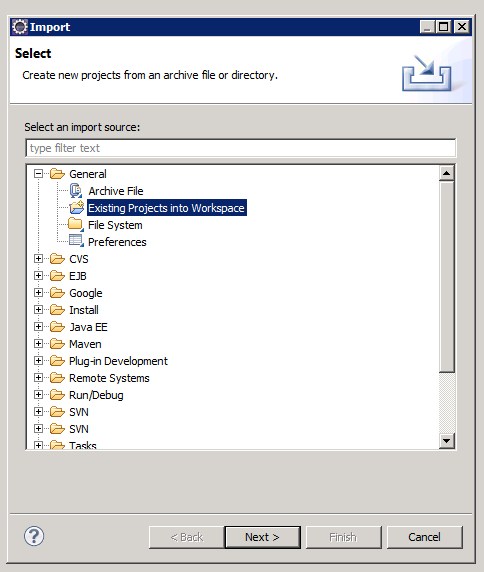 Import
Select
Create new projects from an archive file or directory.
Select an import source:
type filter text
General
Archive File
Existing Projects into Workspace
File System
Preferences
CVS
EJB
Google
Install
Java EE
Maven
Plug-in Development
Remote Systems
Run/Debug
SVN
SVN
Tasks
?
< Back Next > Finish Cancel